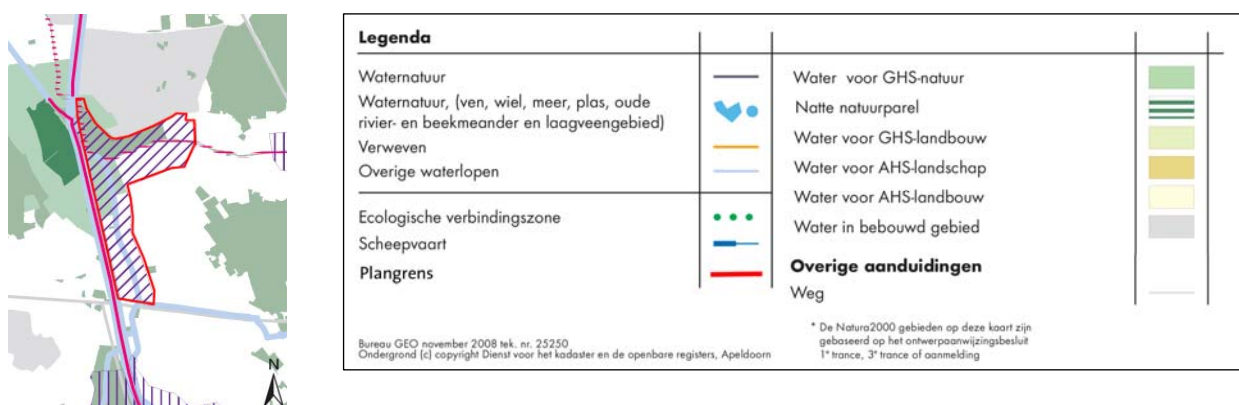 Legenda
Waternatuur
Waternatuur, (ven, wiel, meer, plas, oude
rivier- en beekmeander en laagveengebied)
Verweven
Overige waterlopen
Ecologische verbindingszone
Scheepvaart
Plangrens
Bureau GEO november 2008 tek. nr. 25250
Ondergrond (c) copyright Dienst voor het kadaster en de openbare registers, Apeldoorn
Water voor GHS-natuur
Natte natuurparel
Water voor GHS-landbouw
Water voor AHS-landschap
Water voor AHS-landbouw
Water in bebouwd gebied
Overige aanduidingen
Weg
* De Natura2000 gebieden op deze kaart zijn
gebaseerd op het ontwerpaanwijzingsbesluit
1e trance, 3e trance of aanmelding
N